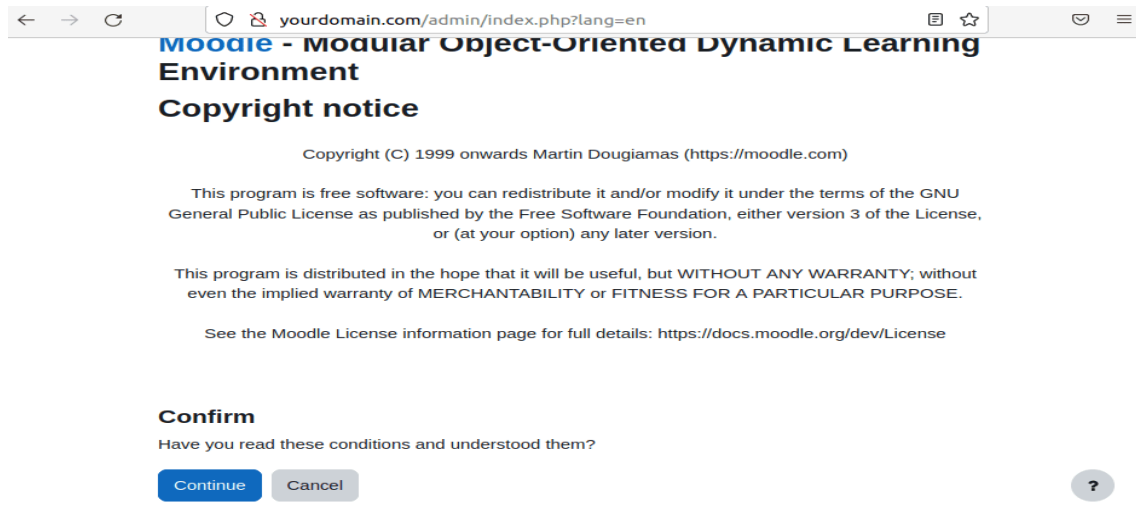 yourdomain.com/admin/index.php?lang=en
Moodle - Modular Object-Oriented Dynamic Learning
Environment
Copyright notice
Copyright (C) 1999 onwards Martin Dougiamas (https://moodle.com)
This program is free software: you can redistribute it and/or modify it under the terms of the GNU
General Public License as published by the Free Software Foundation, either version 3 of the License,
or (at your option) any later version.
This program is distributed in the hope that it will be useful, but WITHOUT ANY WARRANTY; without
even the implied warranty of MERCHANTABILITY or FITNESS FOR A PARTICULAR PURPOSE.
See the Moodle License information page for full details: https://docs.moodle.org/dev/License
Confirm
Have you read these conditions and understood them?
Continue Cancel ?